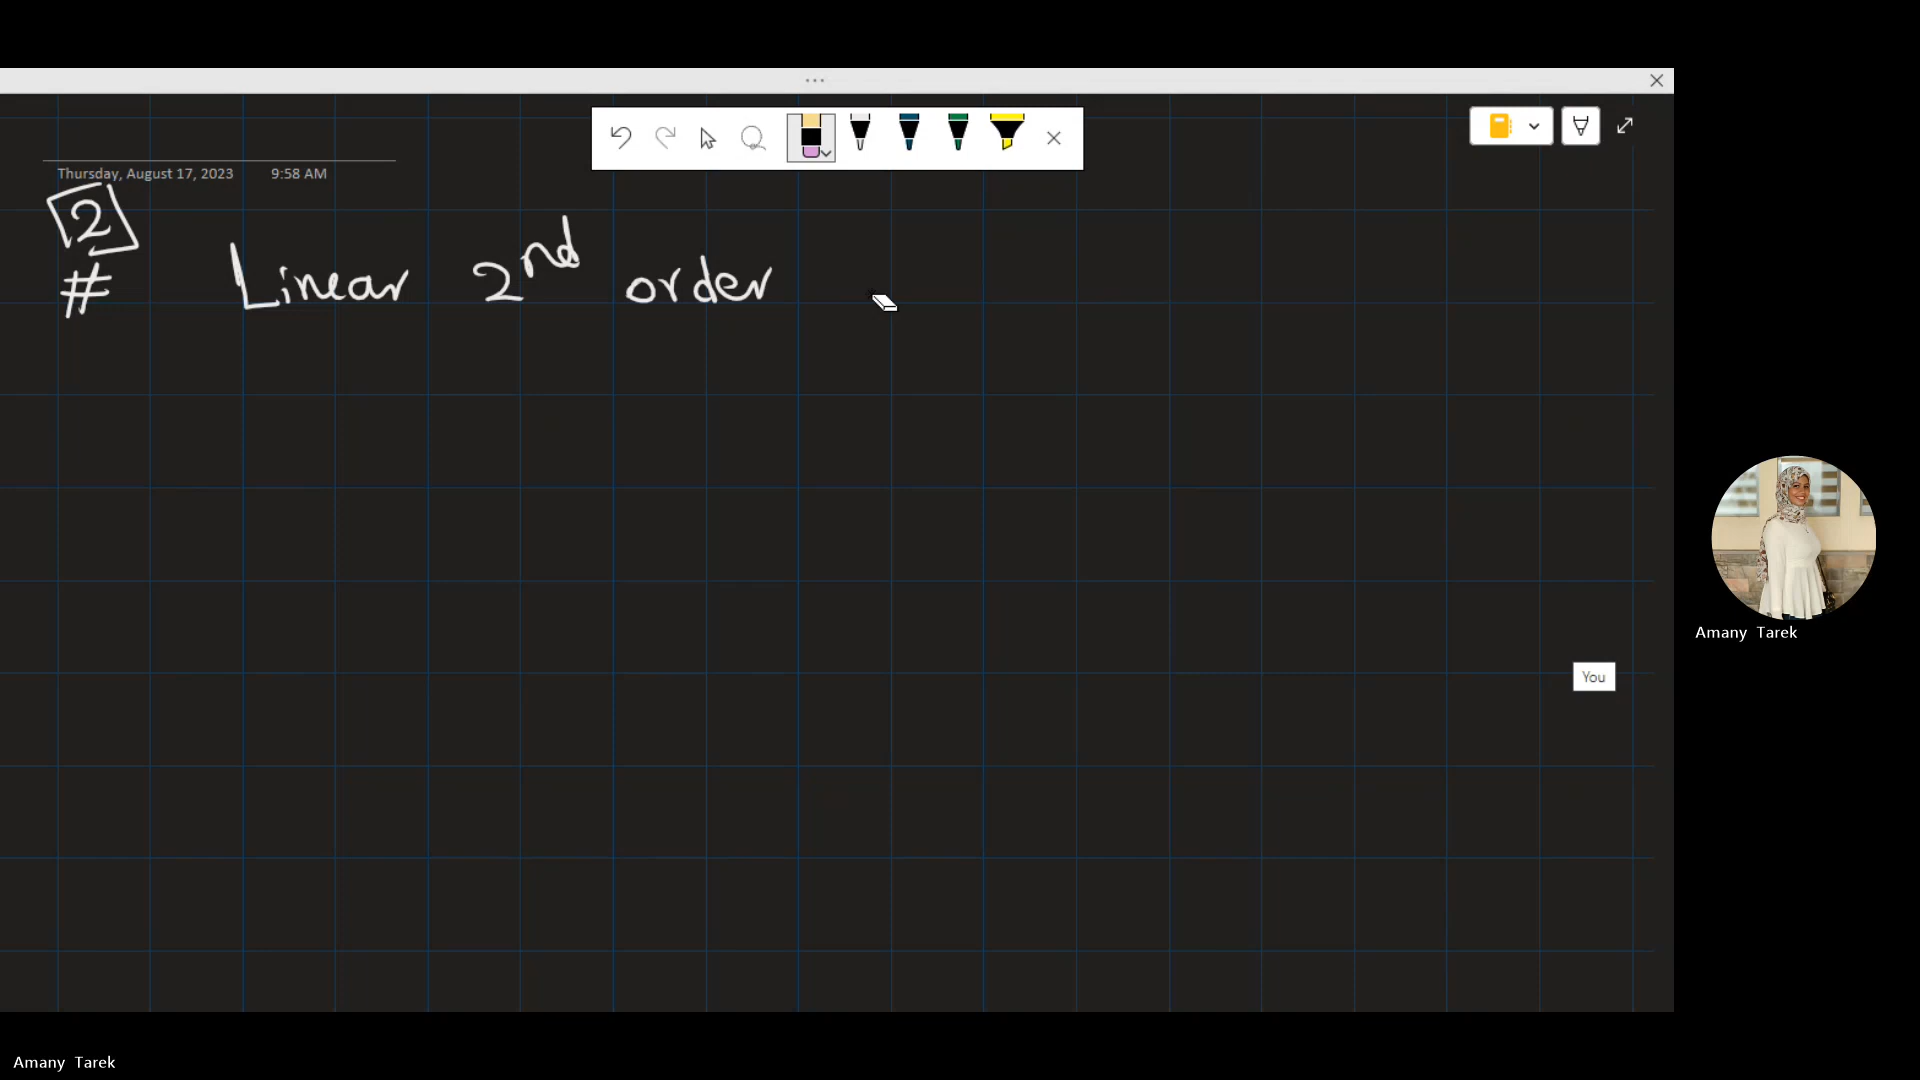 Thursday, August 17, 2023 9:58 AM
2
# Linear 2nd order
You
Amany Tarek
Amany Tarek